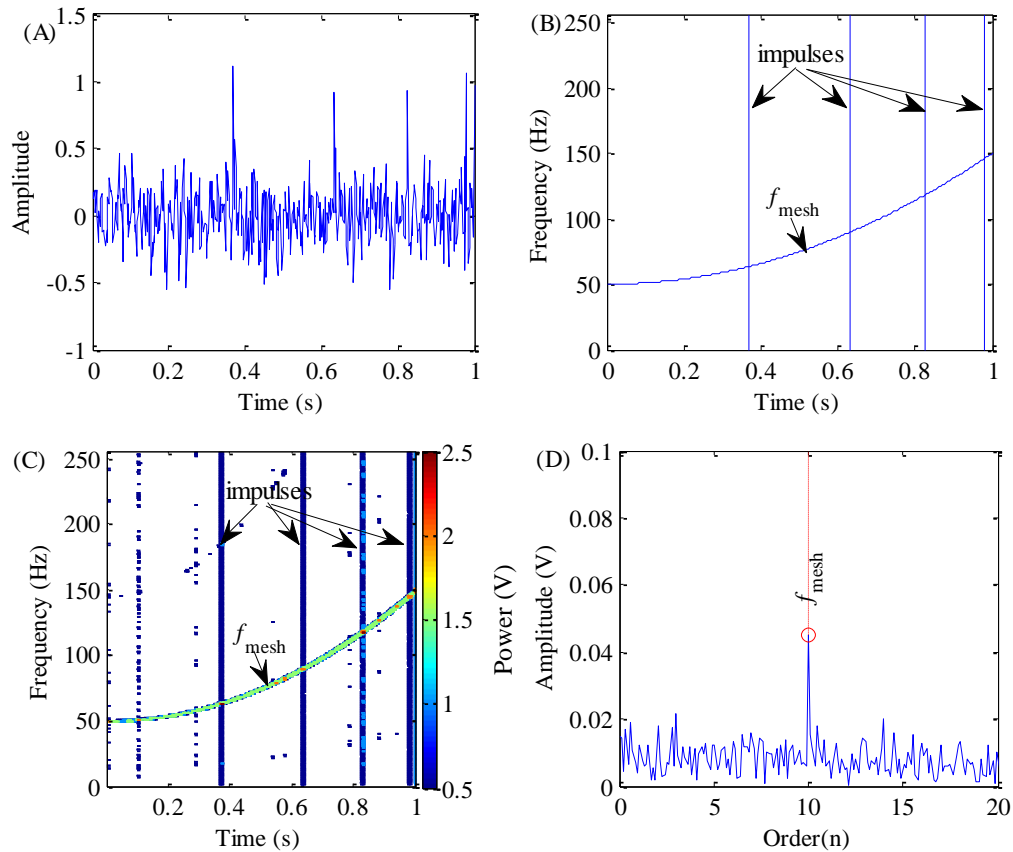 (A)
1.5
1
0.5
0
-0.5
-1
Amplitude
0 0.2 0.4 0.6 0.8 1
Time (s)
(B)
250
200
150
100
50
0
Frequency (Hz)
impulses
f mesh
0 0.2 0.4 0.6 0.8 1
Time (s)
(C)
250
200
150
100
50
0
Frequency (Hz)
impulses
f mesh
0.2 0.4 0.6 0.8 1
Time (s)
2.5
2
1.5
1
0.5
Power (V)
(D)
0.1
0.08
0.06
0.04
0.02
0
Amplitude (V)
f mesh
0 5 10 15 20
Order(n)